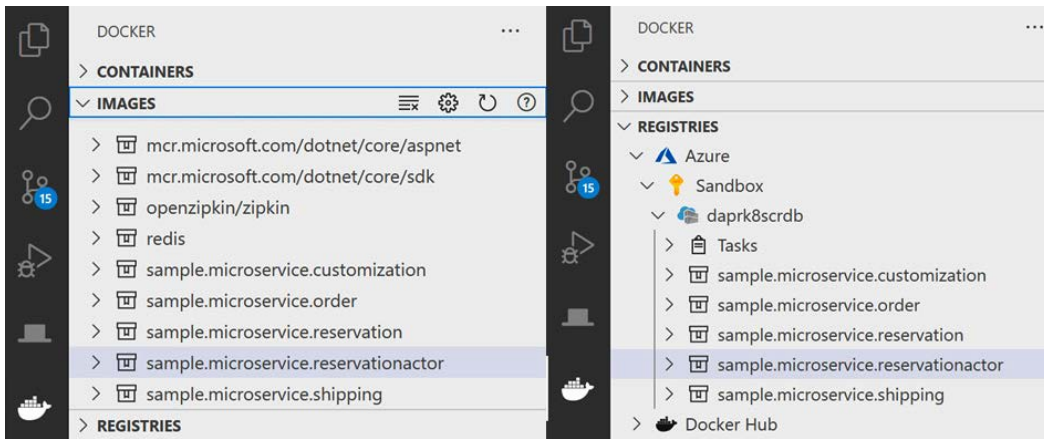 DOCKER
CONTAINERS
IMAGES
mcr.microsoft.com/dotnet/core/aspnet
mcr.microsoft.com/dotnet/core/sdk
openzipkin/zipkin
redis
sample.microservice.customization
sample.microservice.order
sample.microservice.reservation
sample.microservice.reservationactor
sample.microservice.shipping
REGISTRIES
15
DOCKER
CONTAINERS
IMAGES
REGISTRIES
Azure
Sandbox
daprk8scrdb
Tasks
sample.microservice.customization
sample.microservice.order
sample.microservice.reservation
sample.microservice.reservationactor
sample.microservice.shipping
Docker Hub
15